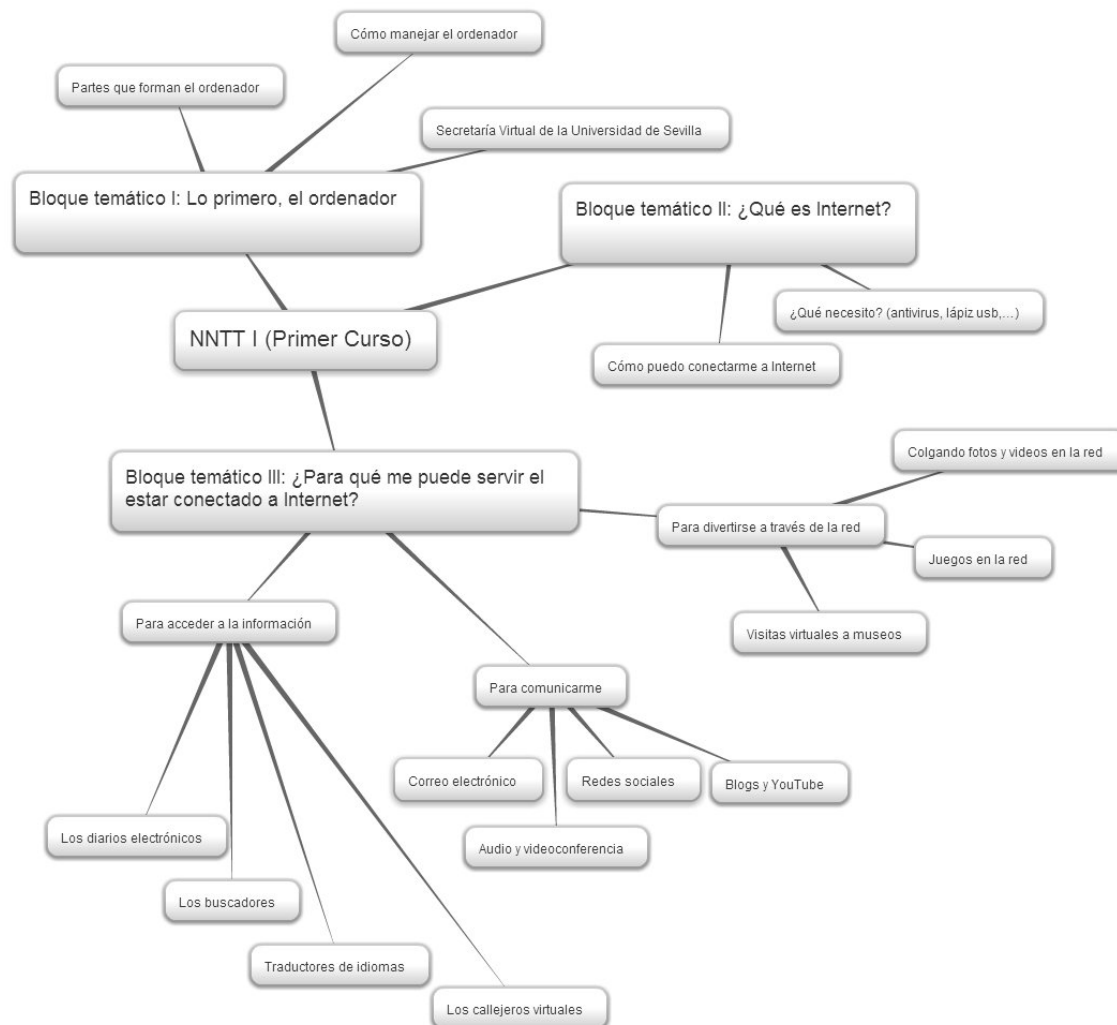 Cómo manejar el ordenador
Partes que forman el ordenador
Secretaría Virtual de la Universidad de Sevilla
Bloque temático I: Lo primero, el ordenador
Bloque temático II: ¿Qué es Internet?
¿Qué necesito? (antivirus, lápiz usb,...)
NNTT I (Primer Curso)
Cómo puedo conectarme a Internet
Bloque temático III: ¿Para qué me puede servir el
estar conectado a Internet?
Colgando fotos y videos en la red
Para divertirse a través de la red
Juegos en la red
Visitas virtuales a museos
Para acceder a la información
Para comunicarme
Correo electrónico
Redes sociales
Blogs y YouTube
Audio y videoconferencia
Los diarios electrónicos
Los buscadores
Traductores de idiomas
Los callejeros virtuales